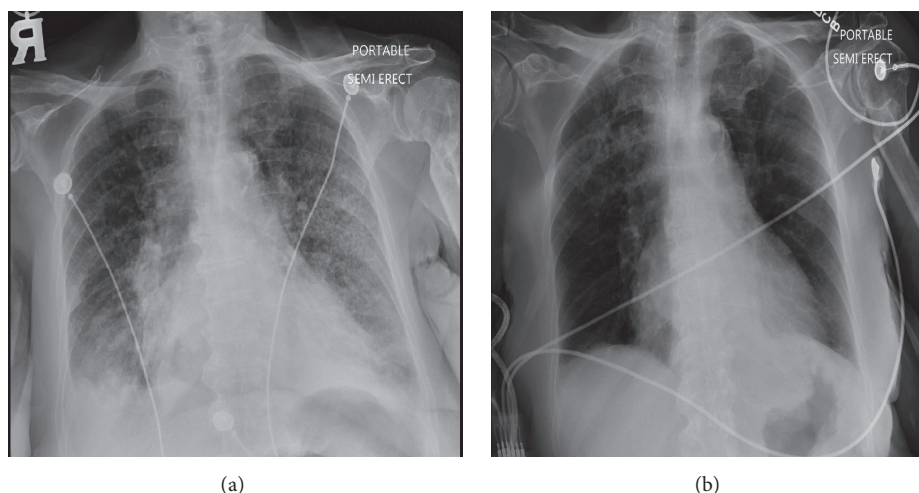 R
PORTABLE
SEMI ERECT
PORTABLE
SEMI ERECT
(a)
(b)